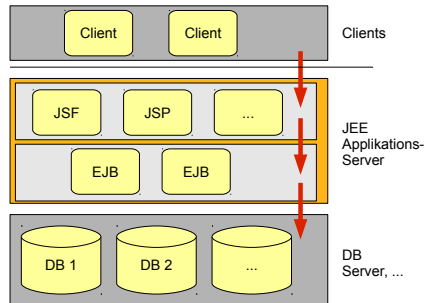 Client Client Clients
JSF JSP ...
JEE
Applikations-
Server
EJB EJB
DB 1 DB 2 ...
DB
Server, ...